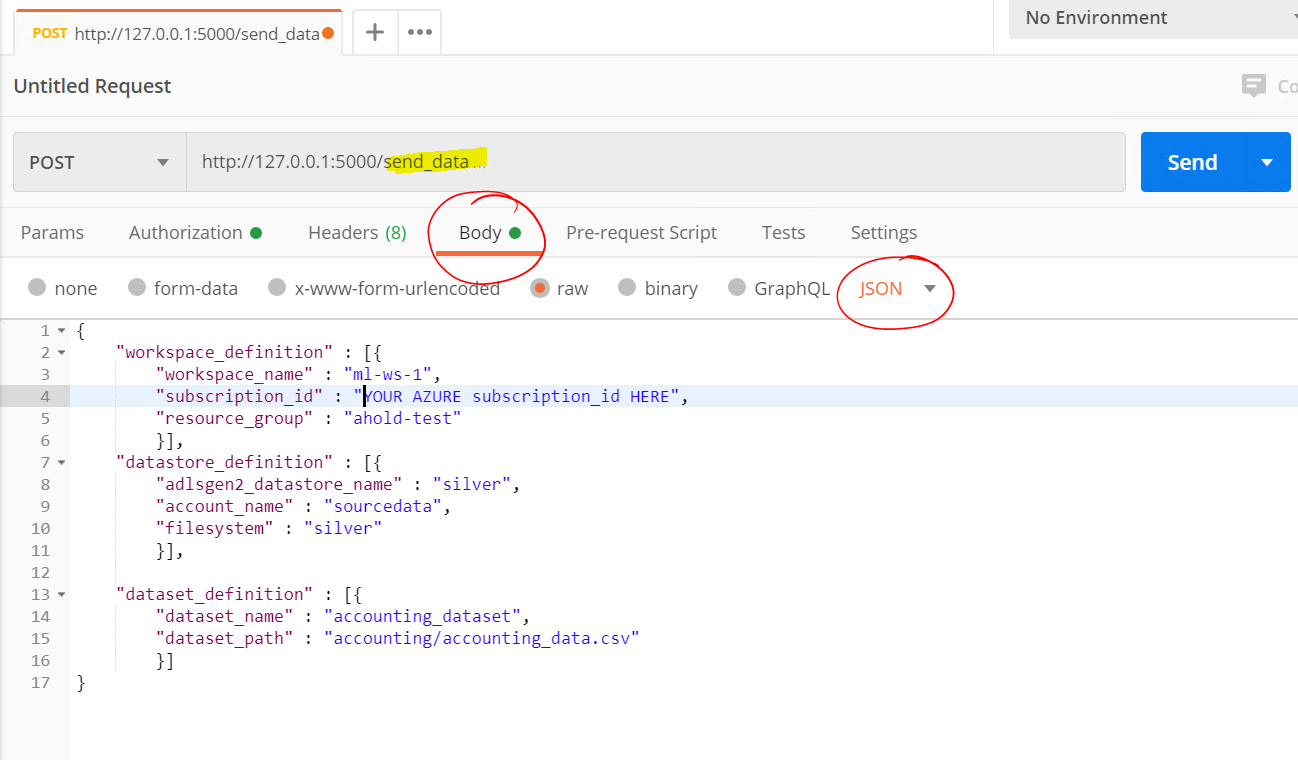 POST http://127.0.0.1:5000/send_data + •••
No Environment
Untitled Request
POST http://127.0.0.1:5000/send_data... Send
Params Authorization Headers (8) Body Pre-request Script Tests Settings
none form-data x-www-form-urlencoded raw binary GraphQL JSON
1 {
2 "workspace_definition" : [{
3 "workspace_name" : "ml-ws-1",
4 "subscription_id" : "YOUR AZURE subscription_id HERE",
5 "resource_group" : "ahold-test"
6 }],
7 "datastore_definition" : [{
8 "adlsgen2_datastore_name" : "silver",
9 "account_name" : "sourcedata",
10 "filesystem" : "silver"
11 }],
12
13 "dataset_definition" : [{
14 "dataset_name" : "accounting_dataset",
15 "dataset_path" : "accounting/accounting_data.csv"
16 }]
17 }